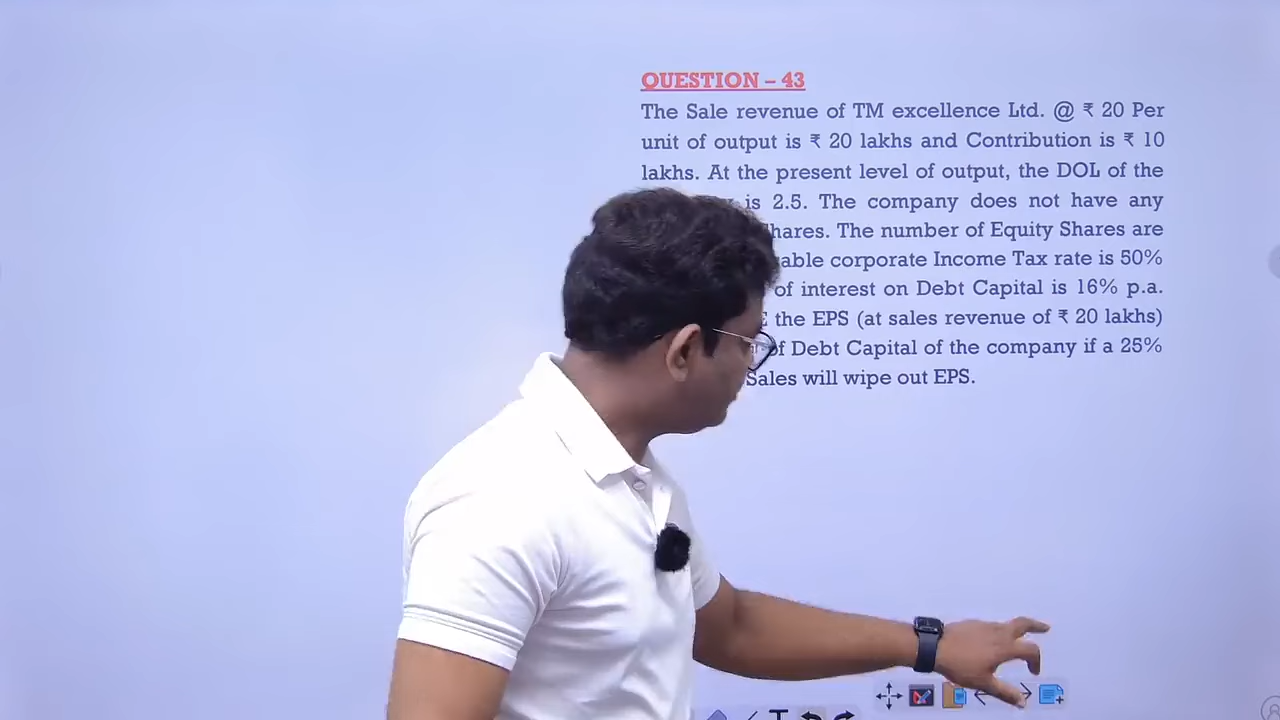 QUESTION – 43
The Sale revenue of TM excellence Ltd. @ ₹ 20 Per
unit of output is ₹ 20 lakhs and Contribution is ₹ 10
lakhs. At the present level of output, the DOL of the
is 2.5. The company does not have any
The number of Equity Shares are
corporate Income Tax rate is 50%
of interest on Debt Capital is 16% p.a.
the EPS (at sales revenue of ₹ 20 lakhs)
of Debt Capital of the company if a 25%
Sales will wipe out EPS.